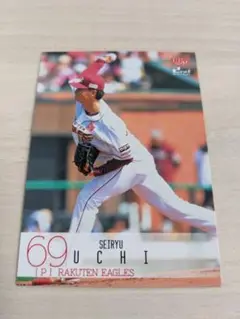 69
SEIRYU
UCHI
[P] RAKUTEN EAGLES